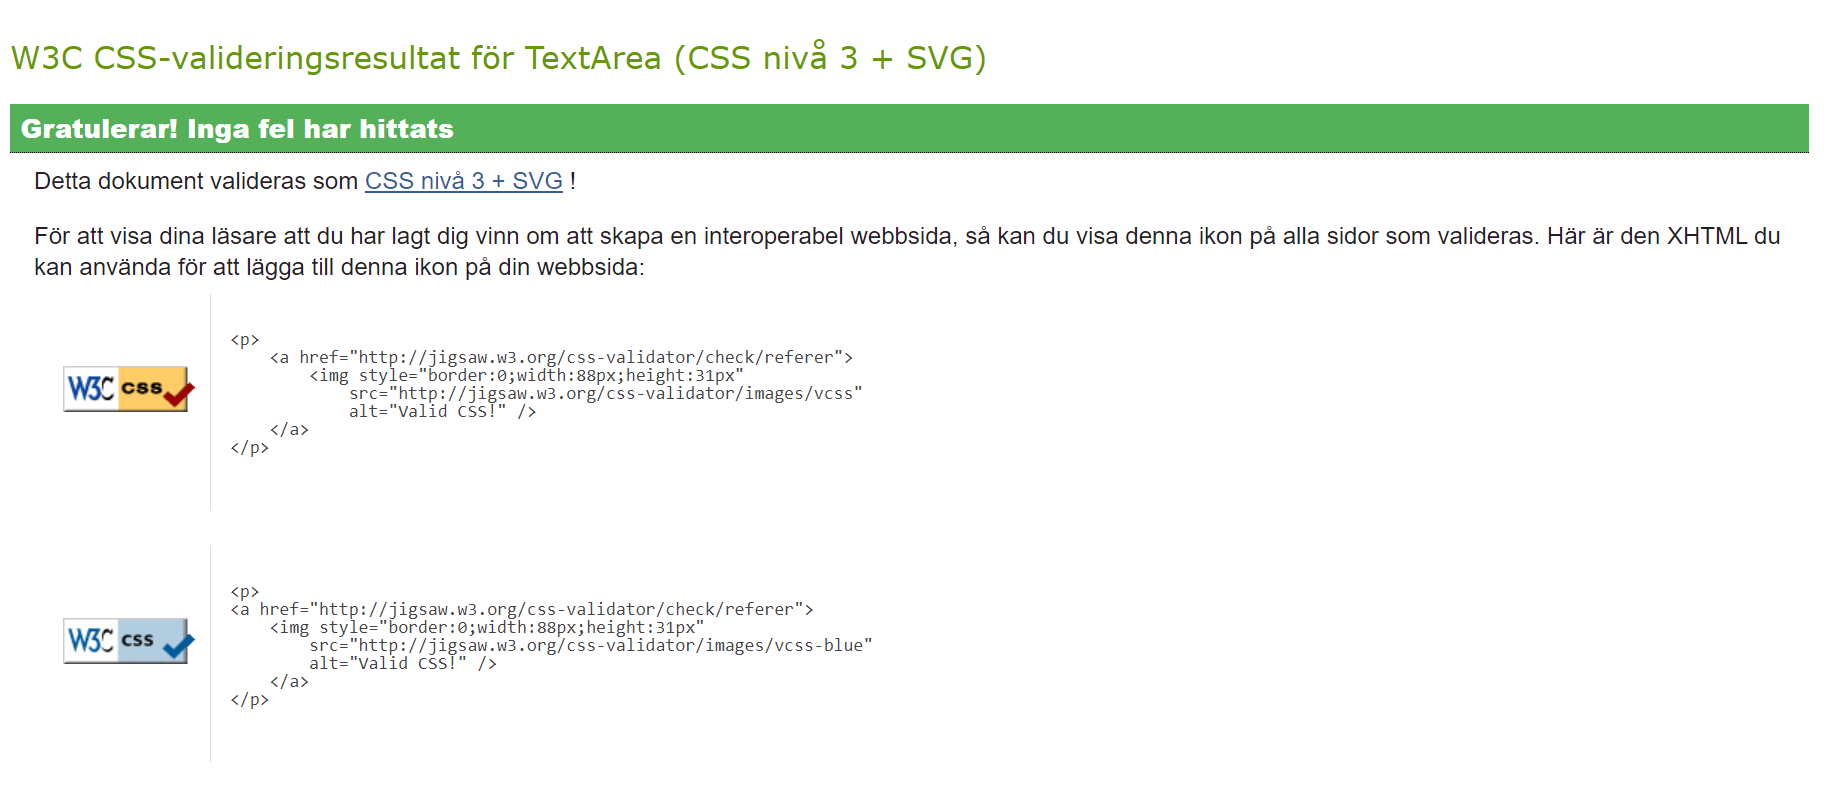 W3C CSS-valideringsresultat för TextArea (CSS nivå 3 + SVG)
Gratulerar! Inga fel har hittats
Detta dokument valideras som CSS nivå 3 + SVG !
För att visa dina läsare att du har lagt dig vinn om att skapa en interoperabel webbsida, så kan du visa denna ikon på alla sidor som valideras. Här är den XHTML du
kan använda för att lägga till denna ikon på din webbsida:
W3C css
<p>
    <a href="http://jigsaw.w3.org/css-validator/check/referer">
        <img style="border:0;width:88px;height:31px"
            src="http://jigsaw.w3.org/css-validator/images/vcss"
            alt="Valid CSS!" />
    </a>
</p>
W3C css
<p>
<a href="http://jigsaw.w3.org/css-validator/check/referer">
    <img style="border:0;width:88px;height:31px"
        src="http://jigsaw.w3.org/css-validator/images/vcss-blue"
        alt="Valid CSS!" />
    </a>
</p>